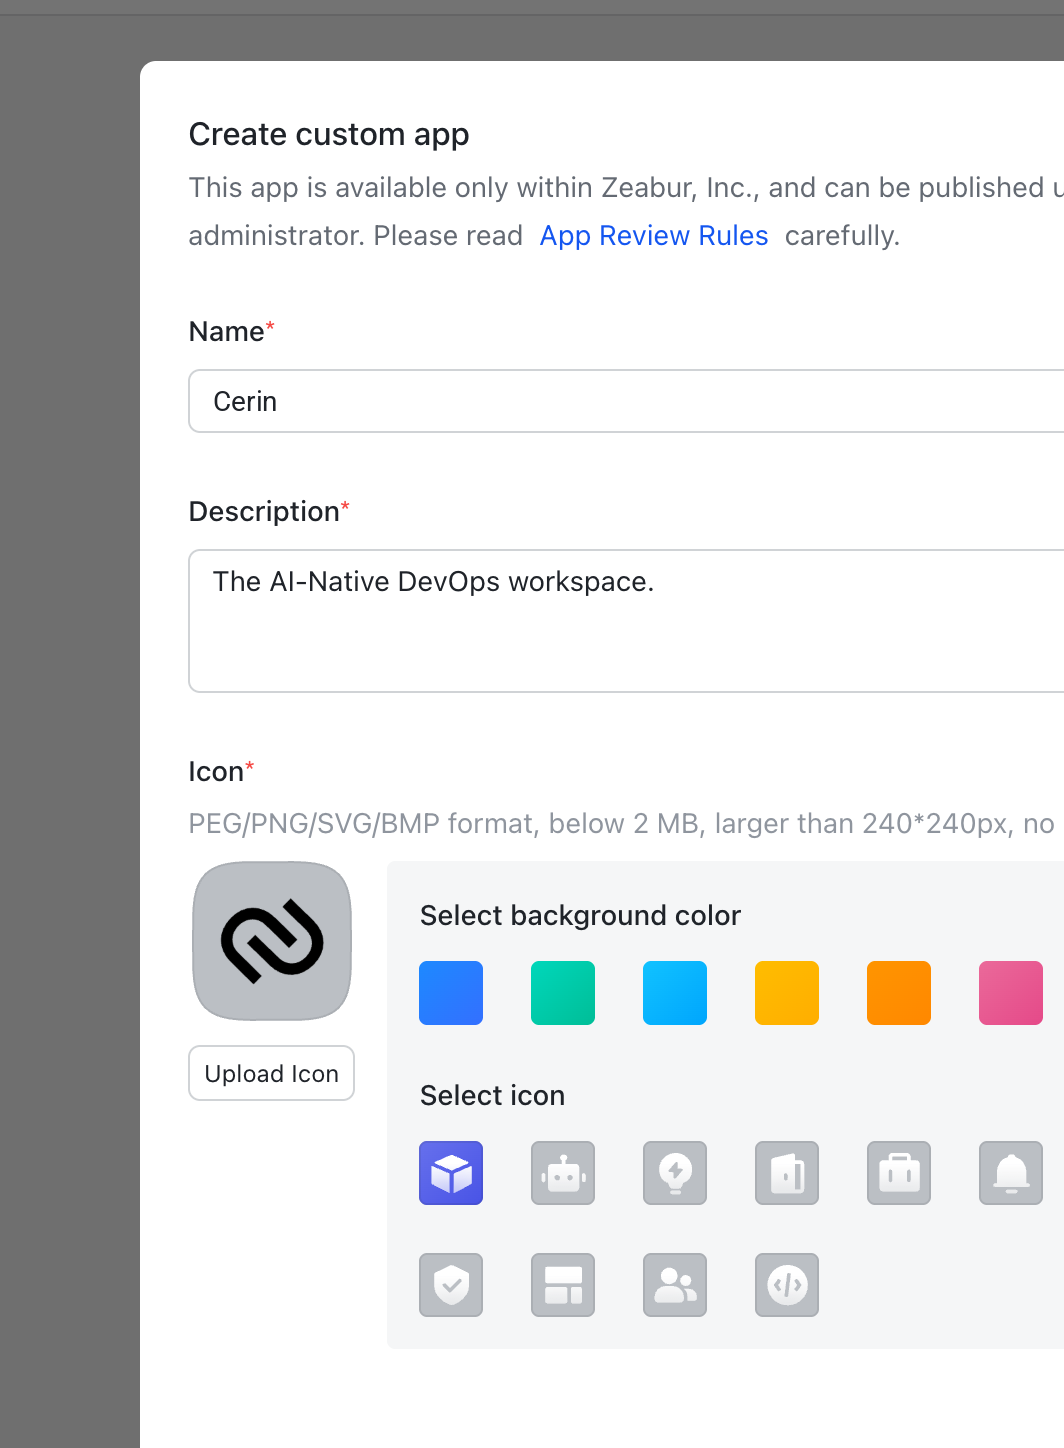 Create custom app
This app is available only within Zeabur, Inc., and can be published
administrator. Please read App Review Rules carefully.
Name*
Cerin
Description*
The AI-Native DevOps workspace.
Icon*
PEG/PNG/SVG/BMP format, below 2 MB, larger than 240*240px, no
Select background color
Upload Icon
Select icon